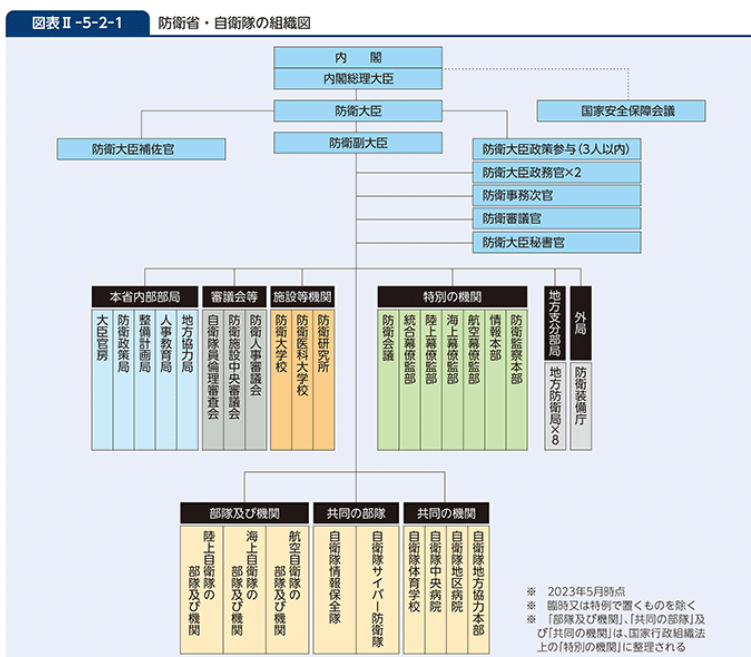 図表Ⅱ-5-2-1 防衛省・自衛隊の組織図
内　閣
内閣総理大臣
防衛大臣
国家安全保障会議
防衛大臣補佐官
防衛副大臣
防衛大臣政策参与(3人以内)
防衛大臣政務官×2
防衛事務次官
防衛審議官
防衛大臣秘書官
本省内部部局
大臣官房
防衛政策局
整備計画局
人事教育局
地方協力局
審議会等
自衛隊員倫理審査会
防衛施設中央審議会
防衛人事審議会
施設等機関
防衛大学校
防衛医科大学校
防衛研究所
特別の機関
防衛会議
統合幕僚監部
陸上幕僚監部
海上幕僚監部
航空幕僚監部
情報本部
防衛監察本部
地方支分部局
地方防衛局×8
外局
防衛装備庁
部隊及び機関
陸上自衛隊の
部隊及び機関
海上自衛隊の
部隊及び機関
航空自衛隊の
部隊及び機関
共同の部隊
自衛隊情報保全隊
自衛隊サイバー防衛隊
共同の機関
自衛隊体育学校
自衛隊中央病院
自衛隊地区病院
自衛隊地方協力本部
※　2023年5月時点
※　臨時又は特例で置くものを除く
※　「部隊及び機関」、「共同の部隊」及
び「共同の機関」は、国家行政組織法
上の「特別の機関」に整理される